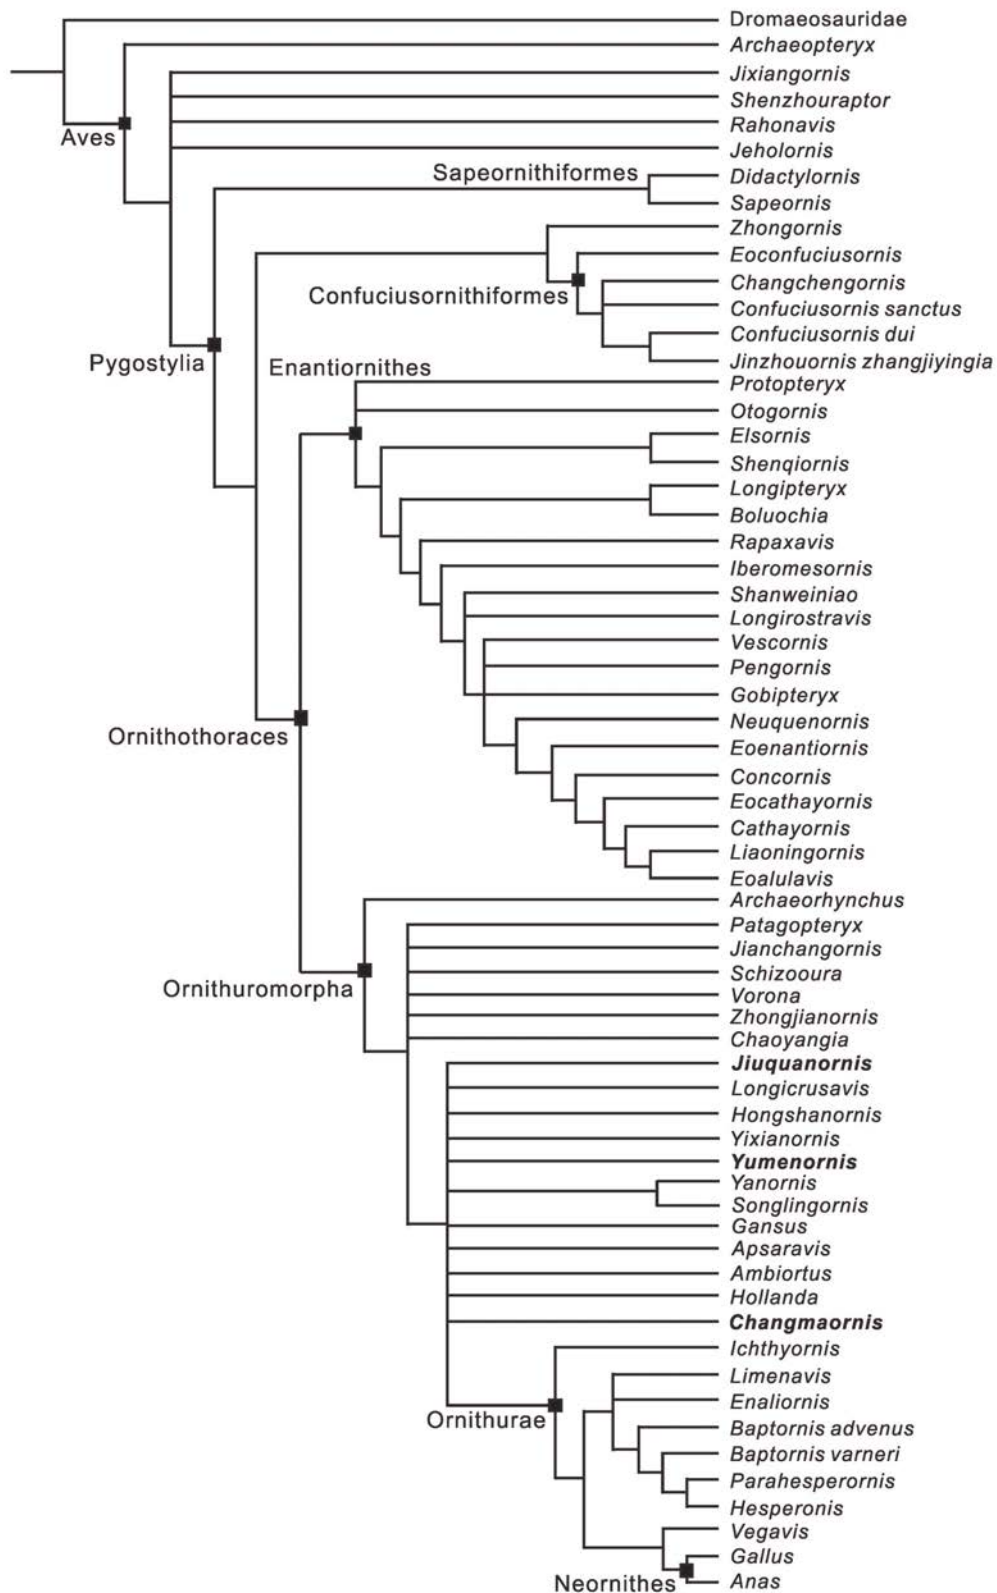 Dromaeosauridae
Archaeopteryx
Jixiangornis
Shenzhouraptor
Aves
Rahonavis
Jeholornis
Sapeornithiformes
Didactylornis
Sapeornis
Zhongornis
Eoconfuciusornis
Changchengornis
Confuciusornithiformes
Confuciusornis sanctus
Confuciusornis dui
Pygostylia
Enantiornithes
Jinzhouornis zhangjiyingia
Protopteryx
Otogornis
Elsornis
Shenqiornis
Longipteryx
Boluochia
Rapaxavis
Iberomesornis
Shanweiniao
Longirostravis
Vescornis
Pengornis
Gobipteryx
Neuquenornis
Ornithothoraces
Eoenantiornis
Concornis
Eocathayornis
Cathayornis
Liaoningornis
Eoalulavis
Archaeorhynchus
Patagopteryx
Jianchangornis
Schizooura
Ornithuromorpha
Vorona
Zhongjianornis
Chaoyangia
Jiuquanornis
Longicrusavis
Hongshanornis
Yixianornis
Yumenornis
Yanornis
Songlingornis
Gansus
Apsaravis
Ambiortus
Hollanda
Changmaornis
Ichthyornis
Limenavis
Enaliornis
Ornithurae
Baptornis advenus
Baptornis varneri
Parahesperornis
Hesperonis
Vegavis
Gallus
Neornithes
Anas